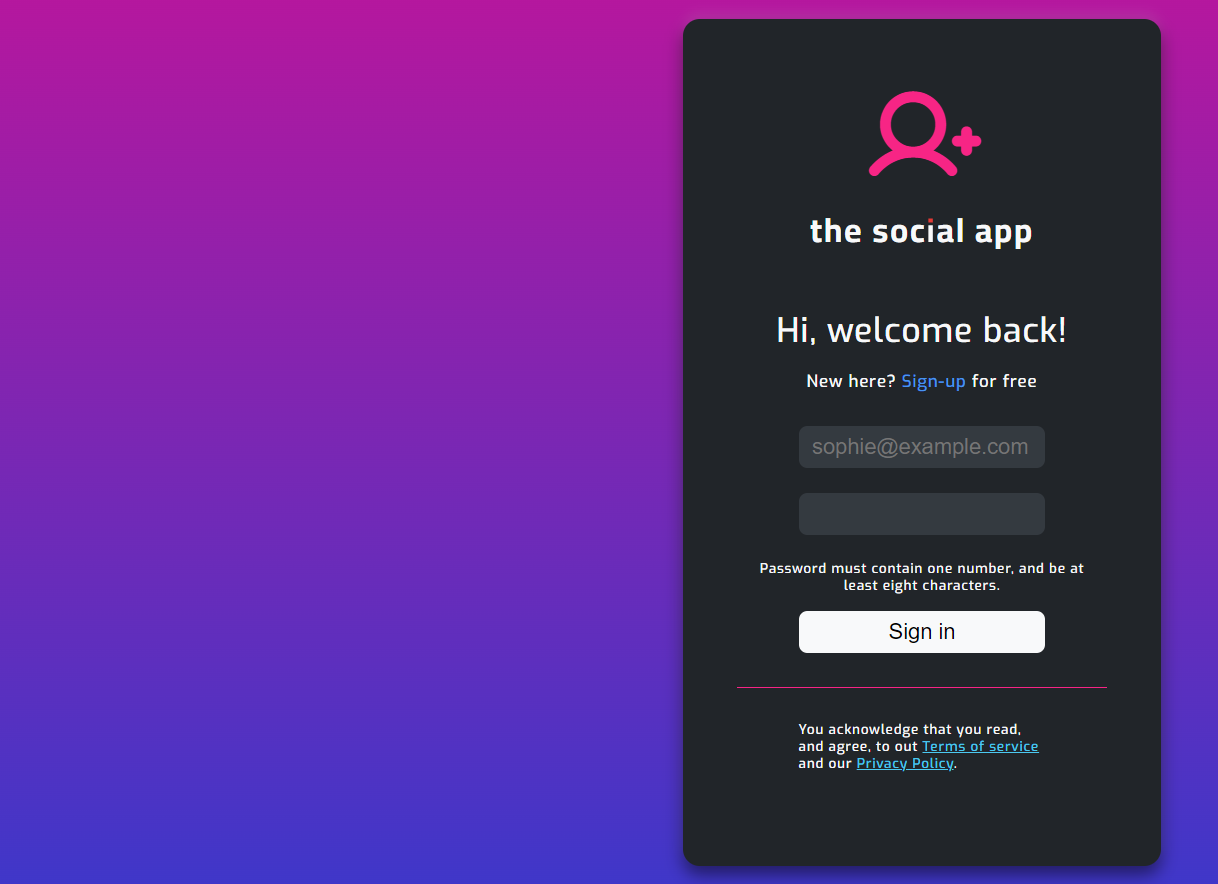 the social app
Hi, welcome back!
New here? Sign-up for free
sophie@example.com
Password must contain one number, and be at
least eight characters.
Sign in
You acknowledge that you read,
and agree, to out Terms of service
and our Privacy Policy.